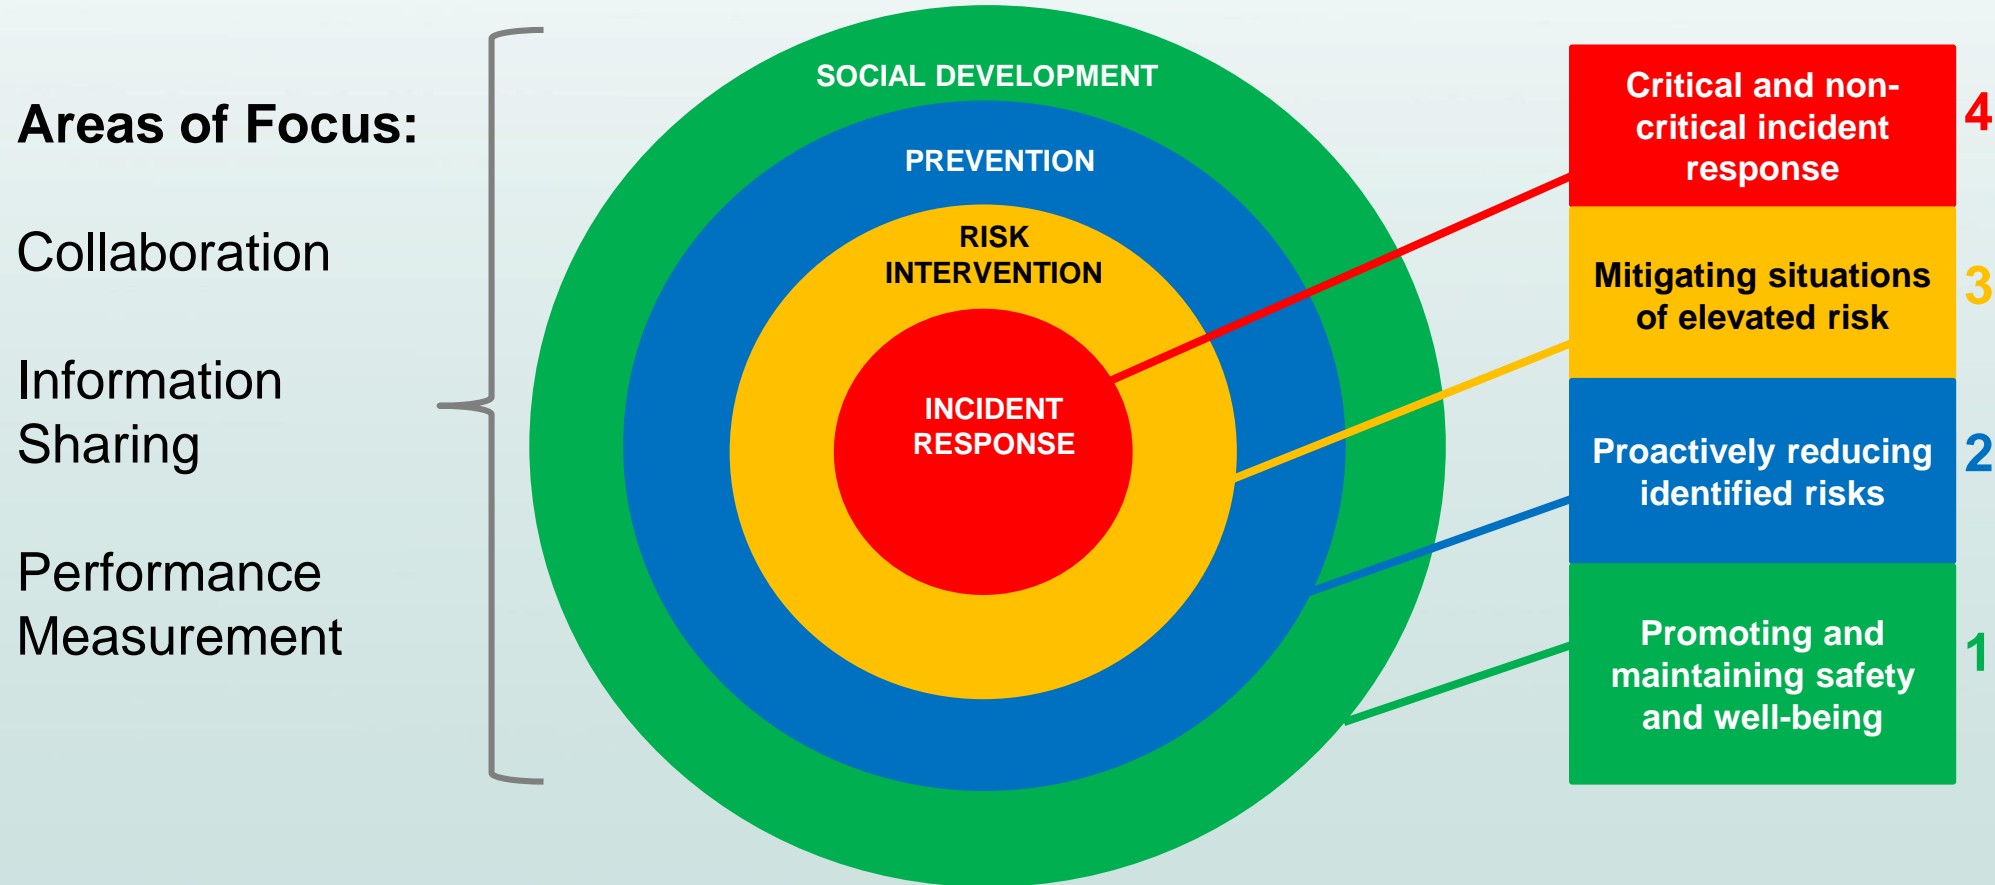 Areas of Focus:
Collaboration
Information
Sharing
Performance
Measurement
SOCIAL DEVELOPMENT
PREVENTION
RISK
INTERVENTION
INCIDENT
RESPONSE
Critical and non-
critical incident
response
4
Mitigating situations
of elevated risk
3
Proactively reducing
identified risks
2
Promoting and
maintaining safety
and well-being
1